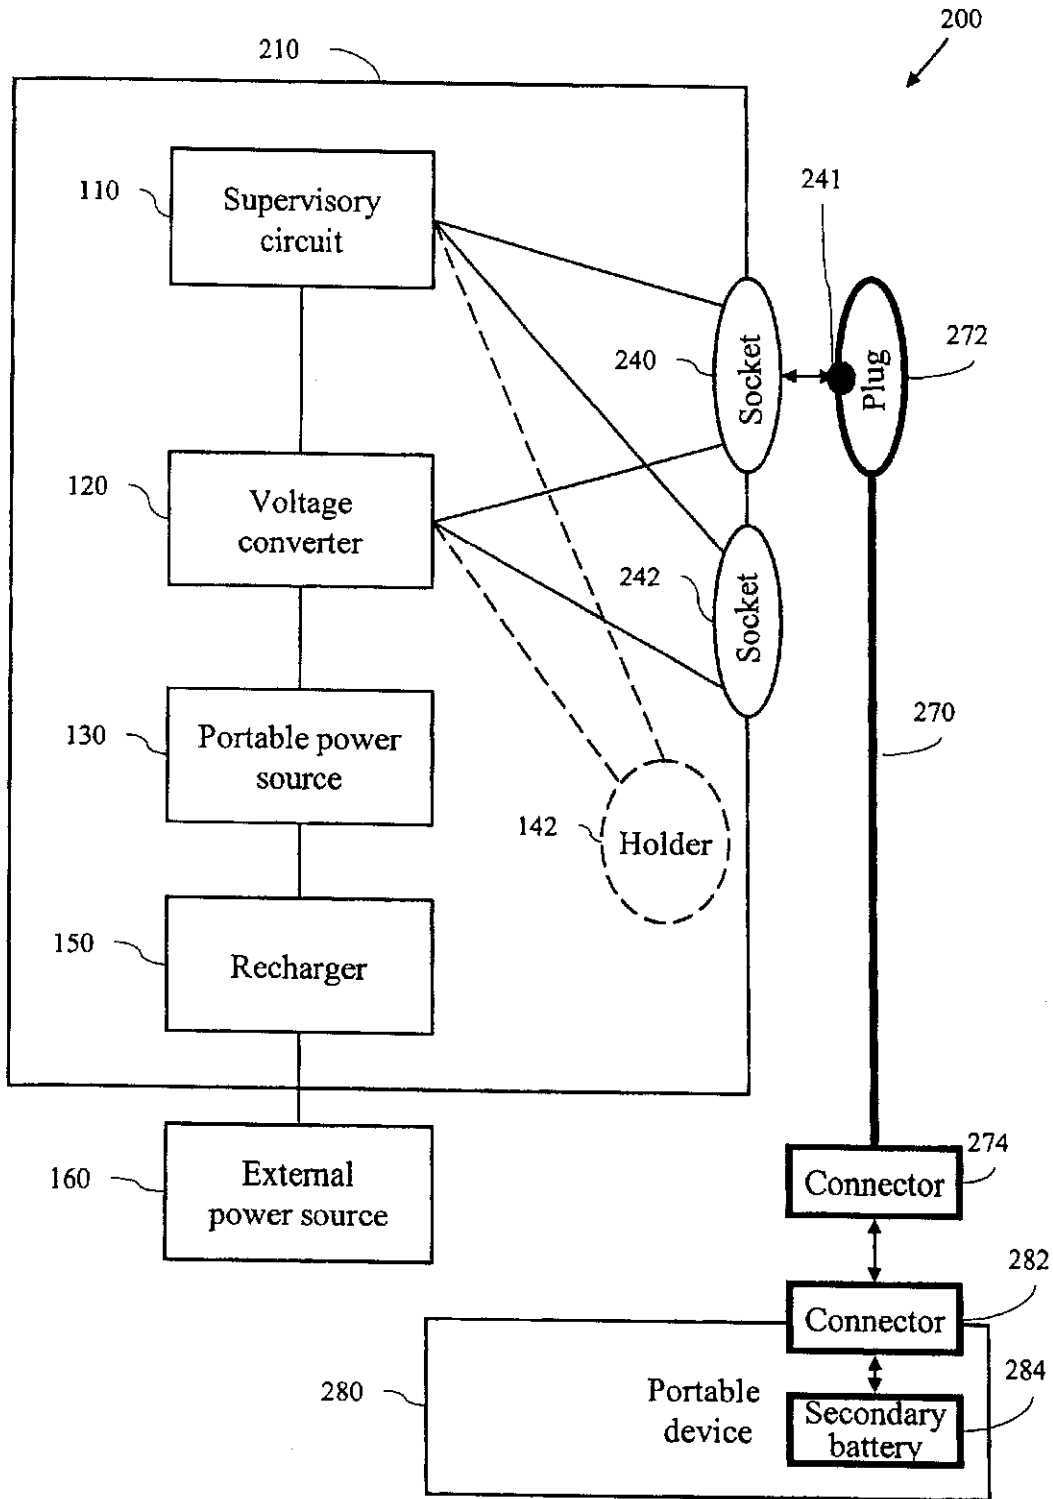 200
210
110
Supervisory
circuit
241
240
Socket
Plug
272
120
Voltage
converter
242
Socket
130
Portable power
source
270
142
Holder
150
Recharger
160
External
power source
274
Connector
282
Connector
280
Portable
device
284
Secondary
battery